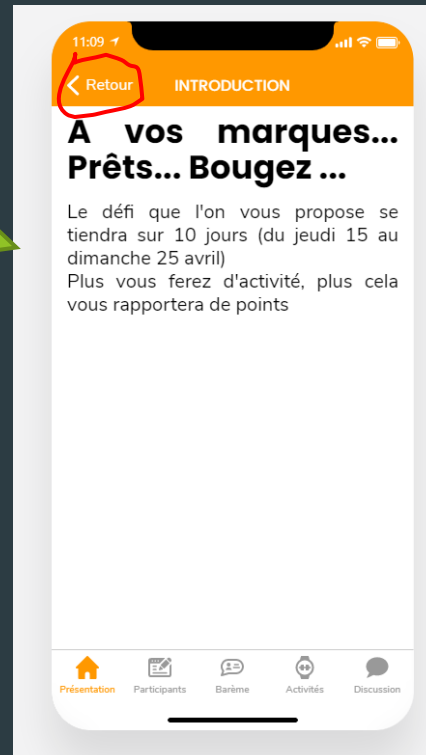 11:09
Retour
INTRODUCTION
A vos marques...
Prêts... Bougez ...
Le défi que l'on vous propose se
tiendra sur 10 jours (du jeudi 15 au
dimanche 25 avril)
Plus vous ferez d'activité, plus cela
vous rapportera de points
Présentation Participants Barème Activités Discussion